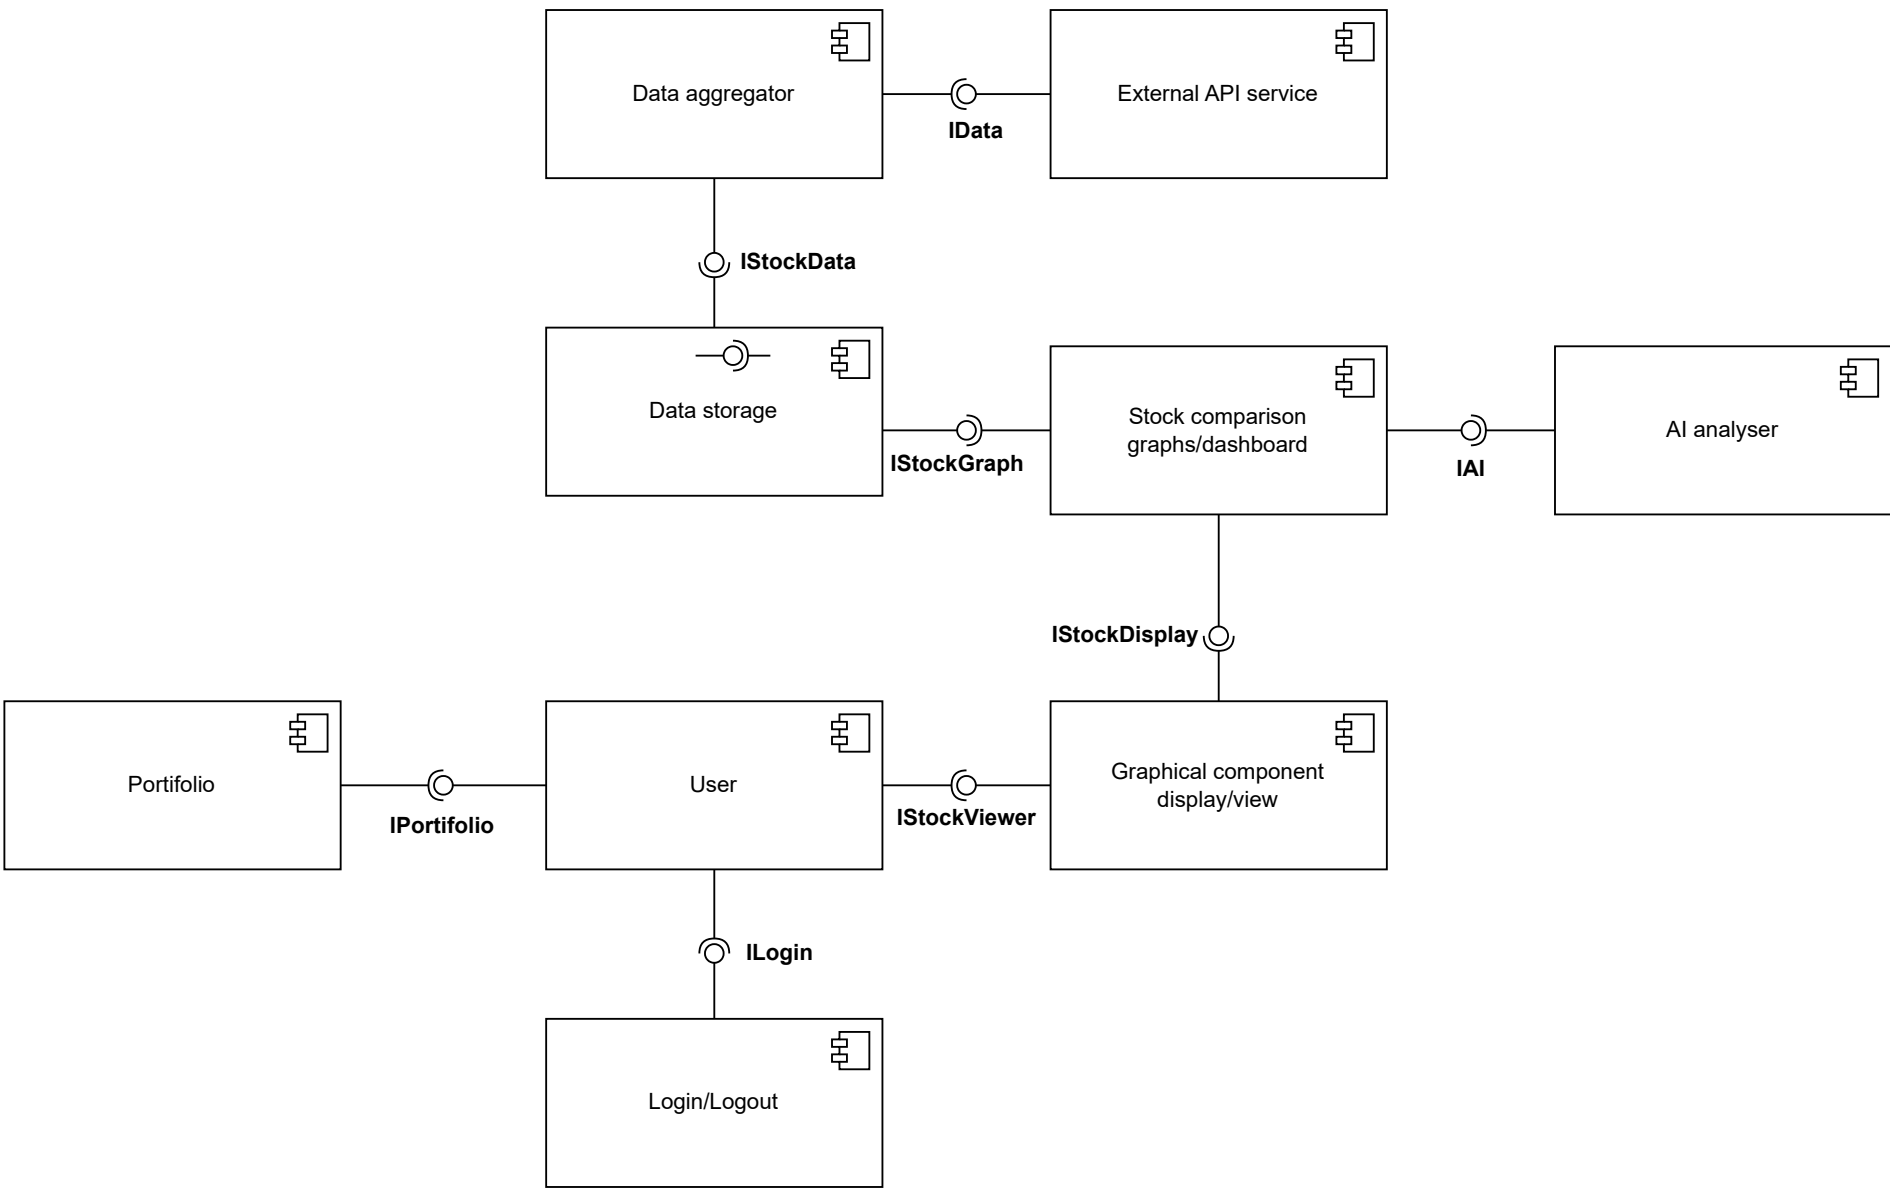 Data aggregator
External API service
IData
IStockData
Data storage
Stock comparison
graphs/dashboard
AI analyser
IStockGraph
IAI
IStockDisplay
Portifolio
User
Graphical component
display/view
IPortifolio
IStockViewer
ILogin
Login/Logout